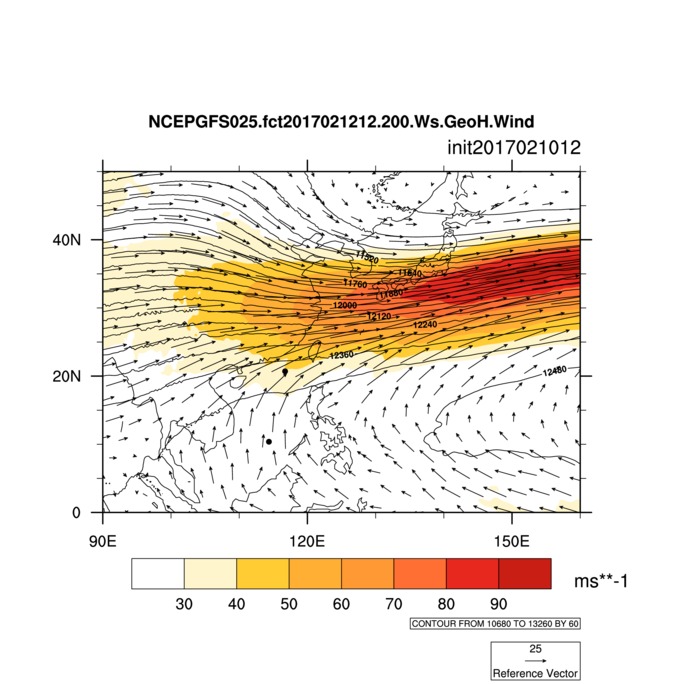 NCEPGFS025.fct2017021212.200.Ws.GeoH.Wind
init2017021012
40N
20N
0
11520
11640
11760
11880
12000
12120
12240
12360
12480
90E 120E 150E
30 40 50 60 70 80 90
ms**-1
CONTOUR FROM 10680 TO 13260 BY 60
25
Reference Vector